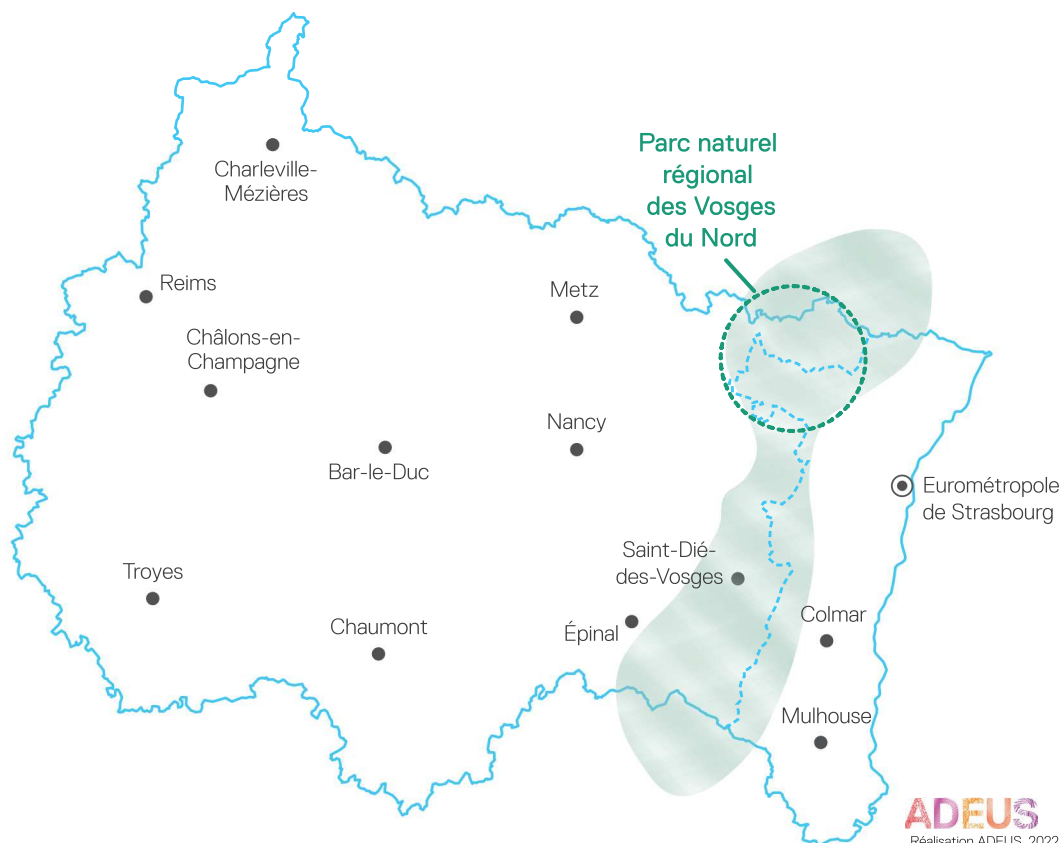 Parc naturel
régional
des Vosges
du Nord
Charleville-
Mézières
Reims
Châlons-en-
Champagne
Metz
Nancy
Bar-le-Duc
Eurométropole
de Strasbourg
Saint-Dié-
des-Vosges
Troyes
Chaumont
Épinal
Colmar
Mulhouse
ADEUS
Réalisation ADEUS, 2022